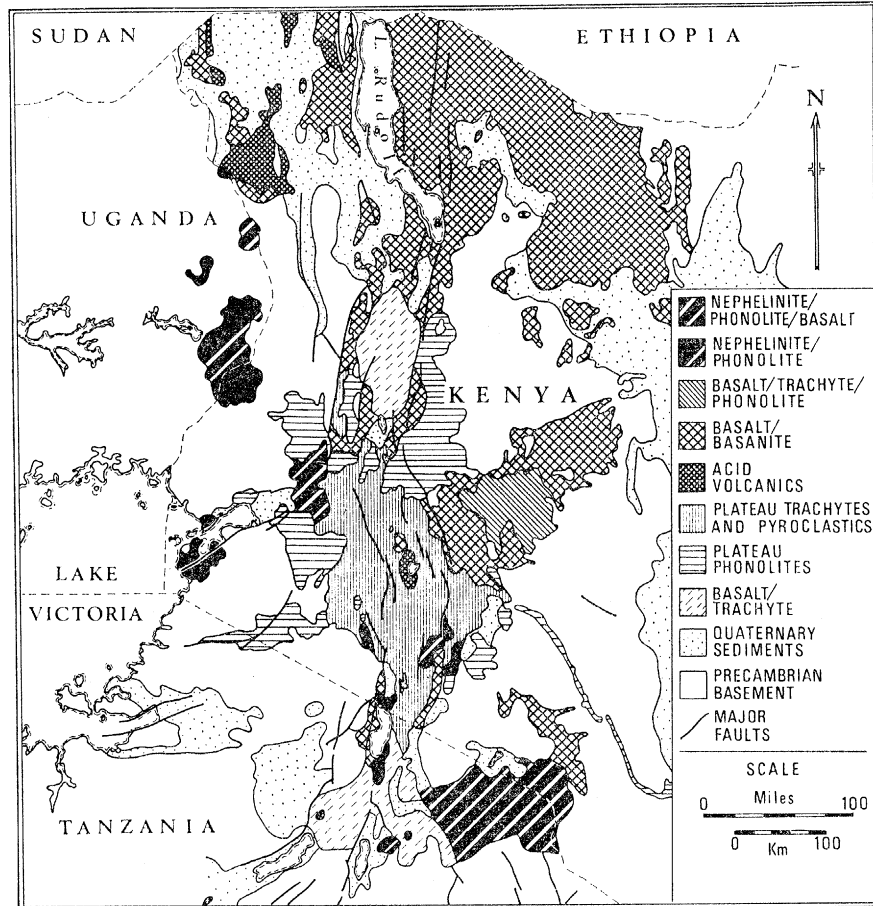 SUDAN
ETHIOPIA
L. Rudolf
N
UGANDA
KENYA
LAKE
VICTORIA
TANZANIA
NEPHELINITE/
PHONOLITE/BASALT
NEPHELINITE/
PHONOLITE
BASALT/TRACHYTE/
PHONOLITE
BASALT/
BASANITE
ACID
VOLCANICS
PLATEAU TRACHYTES
AND PYROCLASTICS
PLATEAU
PHONOLITES
BASALT/
TRACHYTE
QUATERNARY
SEDIMENTS
PRECAMBRIAN
BASEMENT
MAJOR
FAULTS
SCALE
Miles
0 100
0 100
Km